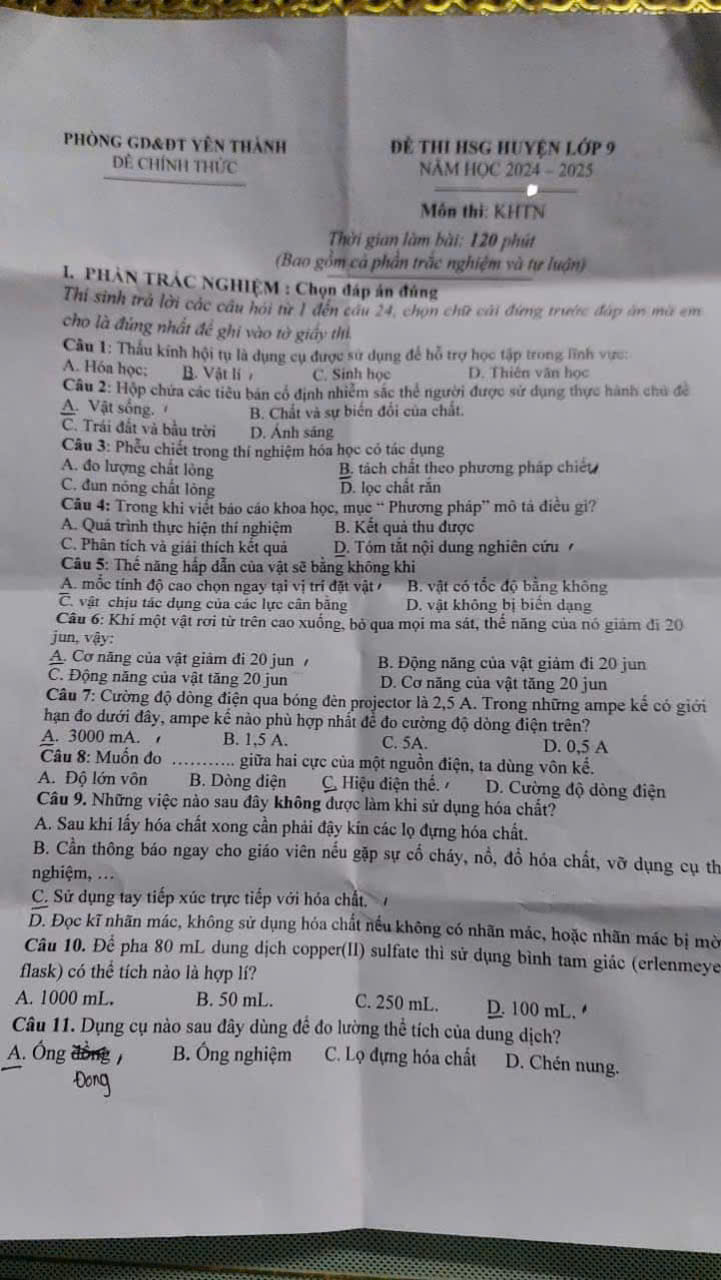 PHÒNG GD&ĐT YÊN THÀNH
ĐỀ CHÍNH THỨC
ĐỀ THI HSG HUYỆN LỚP 9
NĂM HỌC 2024 – 2025
Môn thi: KHTN
Thời gian làm bài: 120 phút
(Bao gồm cả phần trắc nghiệm và tự luận)
I. PHẦN TRẮC NGHIỆM : Chọn đáp án đúng
Thí sinh trả lời các câu hỏi từ 1 đến câu 24, chọn chữ cái đứng trước đáp án mà em
cho là đúng nhất để ghi vào tờ giấy thi.
Câu 1: Thấu kính hội tụ là dụng cụ được sử dụng để hỗ trợ học tập trong lĩnh vực:
A. Hóa học; B. Vật lí C. Sinh học D. Thiên văn học
Câu 2: Hộp chứa các tiêu bản cố định nhiễm sắc thể người được sử dụng thực hành chủ đề
A. Vật sống. B. Chất và sự biến đổi của chất.
C. Trái đất và bầu trời D. Ánh sáng
Câu 3: Phễu chiết trong thí nghiệm hóa học có tác dụng
A. đo lượng chất lỏng B. tách chất theo phương pháp chiết
C. đun nóng chất lỏng D. lọc chất rắn
Câu 4: Trong khi viết báo cáo khoa học, mục “ Phương pháp” mô tả điều gì?
A. Quá trình thực hiện thí nghiệm B. Kết quả thu được
C. Phân tích và giải thích kết quả D. Tóm tắt nội dung nghiên cứu
Câu 5: Thế năng hấp dẫn của vật sẽ bằng không khi
A. mốc tính độ cao chọn ngay tại vị trí đặt vật B. vật có tốc độ bằng không
C. vật chịu tác dụng của các lực cân bằng D. vật không bị biến dạng
Câu 6: Khi một vật rơi từ trên cao xuống, bỏ qua mọi ma sát, thế năng của nó giảm đi 20
jun, vậy:
A. Cơ năng của vật giảm đi 20 jun B. Động năng của vật giảm đi 20 jun
C. Động năng của vật tăng 20 jun D. Cơ năng của vật tăng 20 jun
Câu 7: Cường độ dòng điện qua bóng đèn projector là 2,5 A. Trong những ampe kế có giới
hạn đo dưới đây, ampe kế nào phù hợp nhất để đo cường độ dòng điện trên?
A. 3000 mA. B. 1,5 A. C. 5A. D. 0,5 A
Câu 8: Muốn đo ........... giữa hai cực của một nguồn điện, ta dùng vôn kế.
A. Độ lớn vôn B. Dòng điện C. Hiệu điện thế. D. Cường độ dòng điện
Câu 9. Những việc nào sau đây không được làm khi sử dụng hóa chất?
A. Sau khi lấy hóa chất xong cần phải đậy kín các lọ đựng hóa chất.
B. Cần thông báo ngay cho giáo viên nếu gặp sự cố cháy, nổ, đổ hóa chất, vỡ dụng cụ th
nghiệm, …
C. Sử dụng tay tiếp xúc trực tiếp với hóa chất.
D. Đọc kĩ nhãn mác, không sử dụng hóa chất nếu không có nhãn mác, hoặc nhãn mác bị mờ
Câu 10. Để pha 80 mL dung dịch copper(II) sulfate thì sử dụng bình tam giác (erlenmeye
flask) có thể tích nào là hợp lí?
A. 1000 mL. B. 50 mL. C. 250 mL. D. 100 mL.
Câu 11. Dụng cụ nào sau đây dùng để đo lường thể tích của dung dịch?
A. Ống đồng B. Ống nghiệm C. Lọ đựng hóa chất D. Chén nung.
Đong